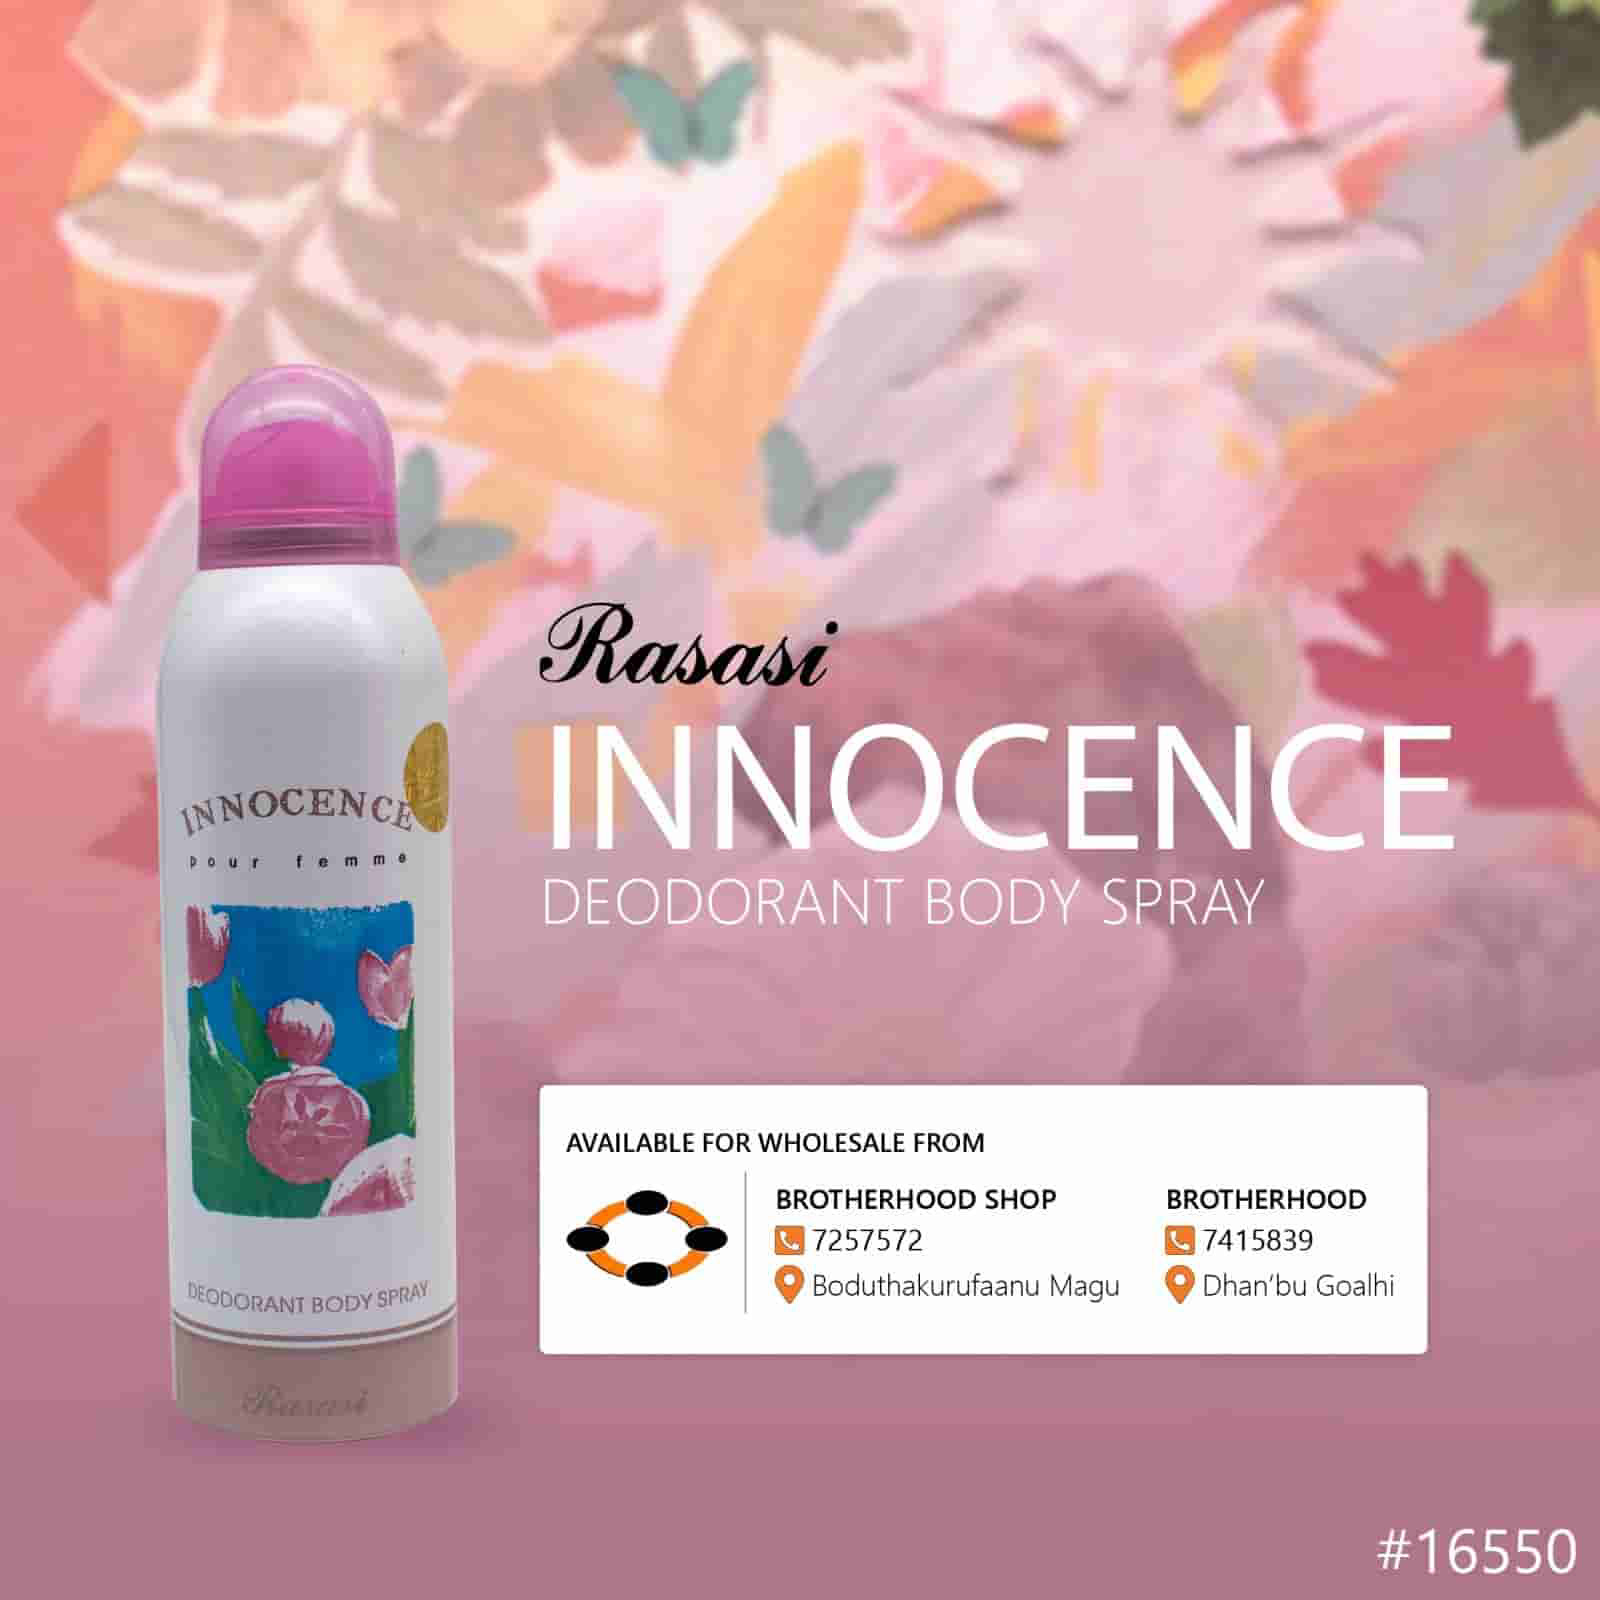 Rasasi
INNOCENCE
DEODORANT BODY SPRAY
INNOCENCE
pour femme
DEODORANT BODY SPRAY
Rasasi
AVAILABLE FOR WHOLESALE FROM
BROTHERHOOD SHOP
7257572
Boduthakurufaanu Magu
BROTHERHOOD
7415839
Dhan'bu Goalhi
#16550